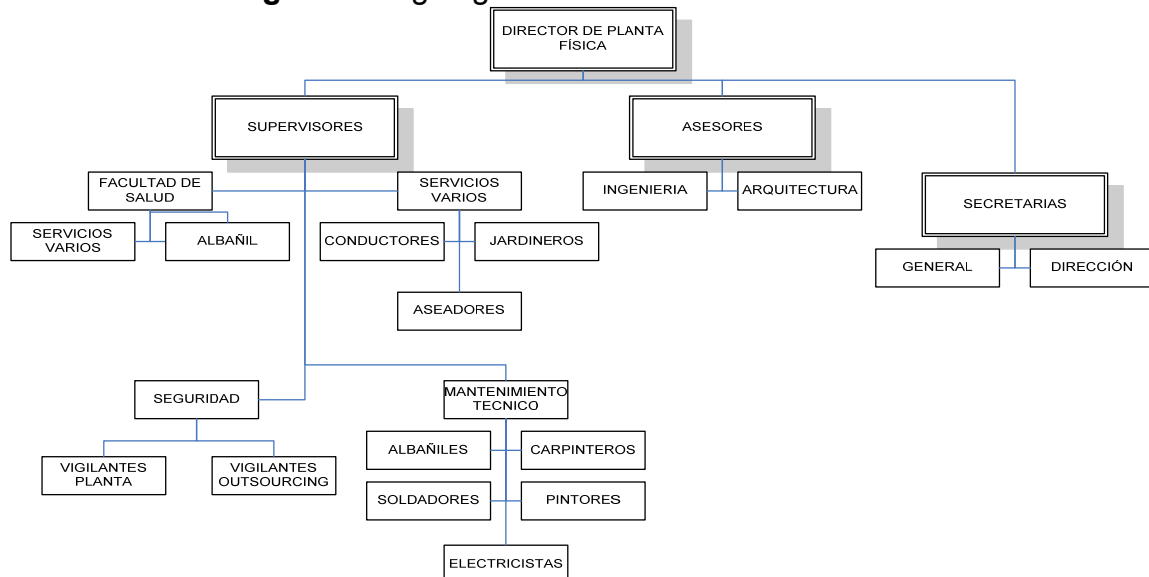 DIRECTOR DE PLANTA
FÍSICA
SUPERVISORES
ASESORES
FACULTAD DE
SALUD
SERVICIOS
VARIOS
INGENIERIA
ARQUITECTURA
SECRETARIAS
SERVICIOS
VARIOS
ALBAÑIL
CONDUCTORES
JARDINEROS
GENERAL
DIRECCIÓN
ASEADORES
SEGURIDAD
MANTENIMIENTO
TECNICO
ALBAÑILES
CARPINTEROS
VIGILANTES
PLANTA
VIGILANTES
OUTSOURCING
SOLDADORES
PINTORES
ELECTRICISTAS